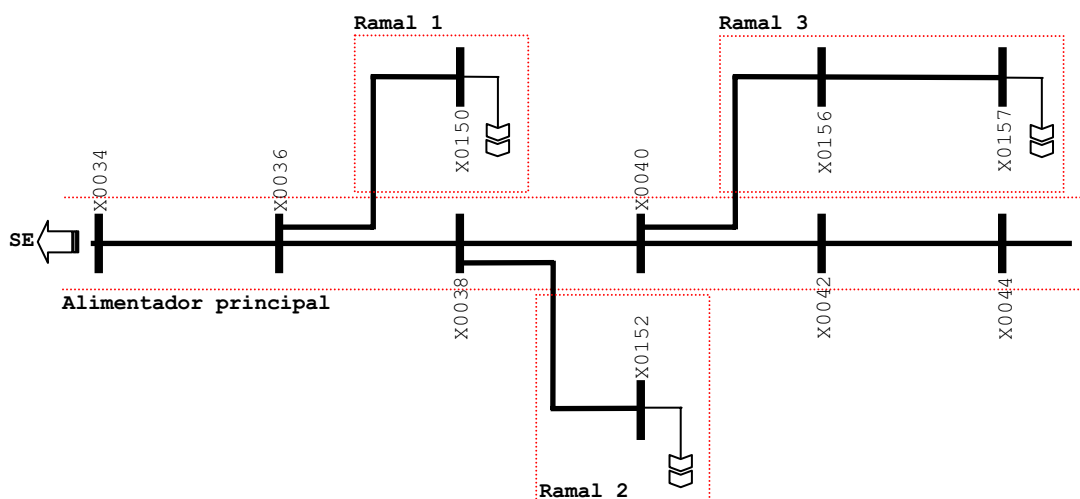 Ramal 1
Ramal 3
X0150
X0156
X0157
X0034
X0036
X0040
SE
Alimentador principal
X0038
X0042
X0044
X0152
Ramal 2